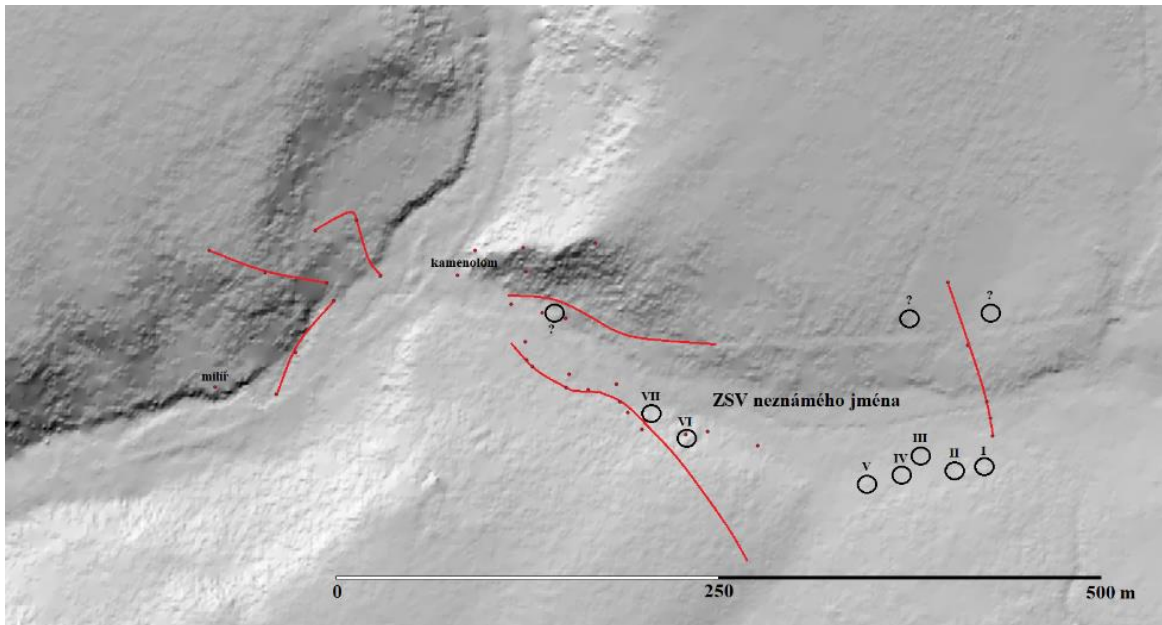 kamenolom
?
?
?
milíř
ZSV neznámého jména
VII
VI
III
IV
II
I
V
0
250
500 m